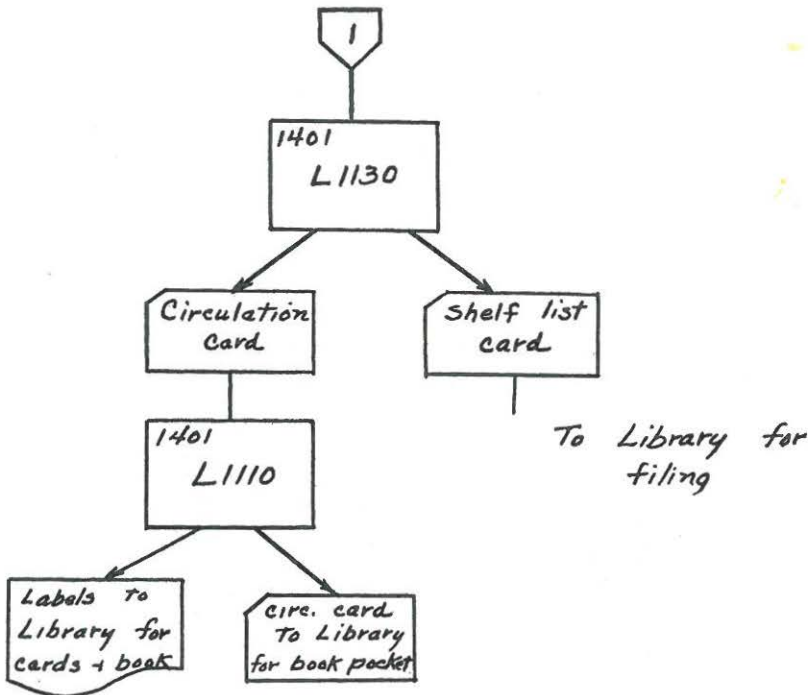 1
1401
L1130
Circulation
card
Shelf list
card
To Library for
filing
1401
L1110
Labels to
Library for
cards + book
circ. card
To Library
for book pocket